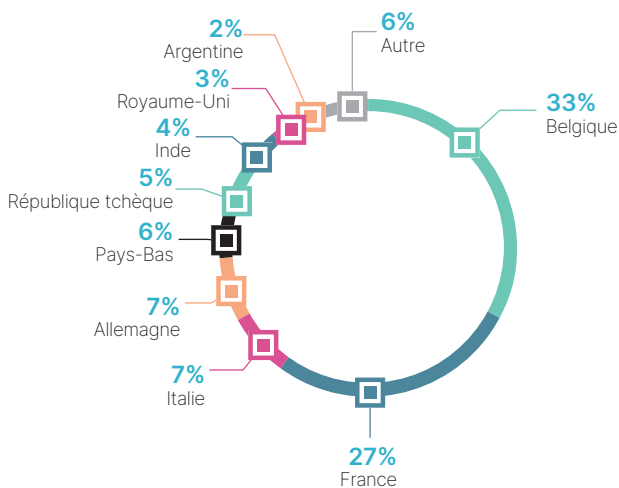 6%
Autre
33%
Belgique
27%
France
7%
Italie
7%
Allemagne
6%
Pays-Bas
5%
République tchèque
4%
Inde
3%
Royaume-Uni
2%
Argentine